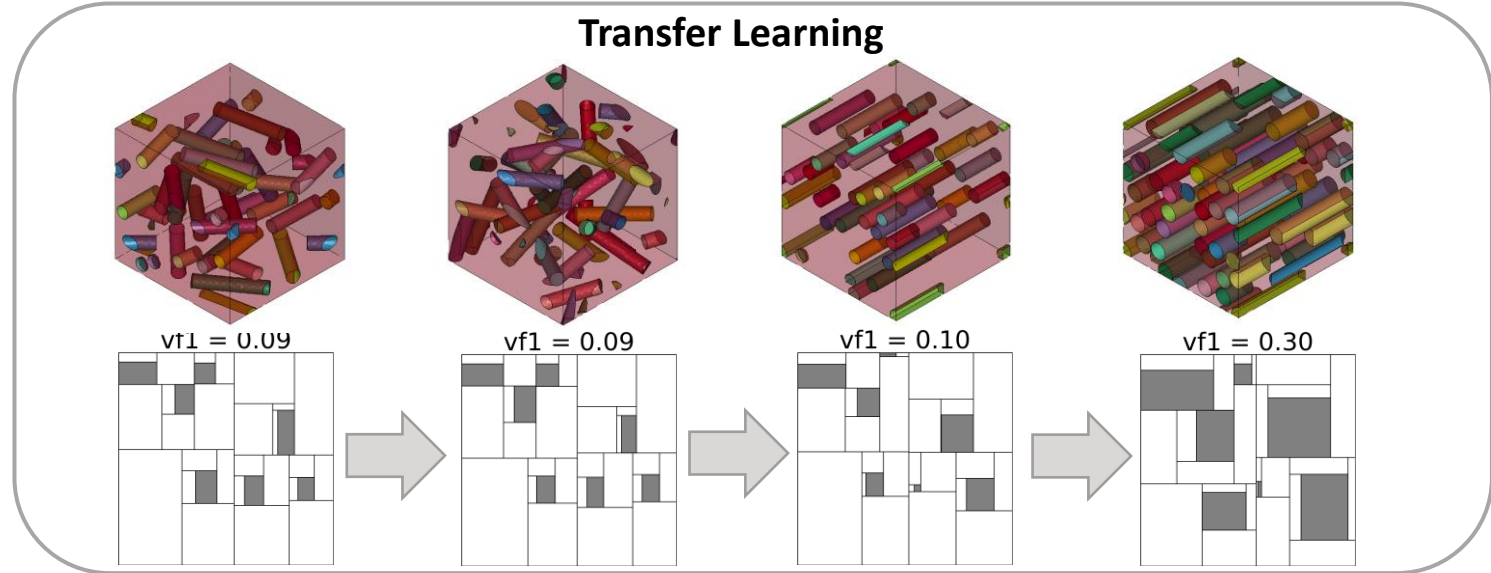 Transfer Learning
vf1 = 0.09
vf1 = 0.09
vf1 = 0.10
vf1 = 0.30